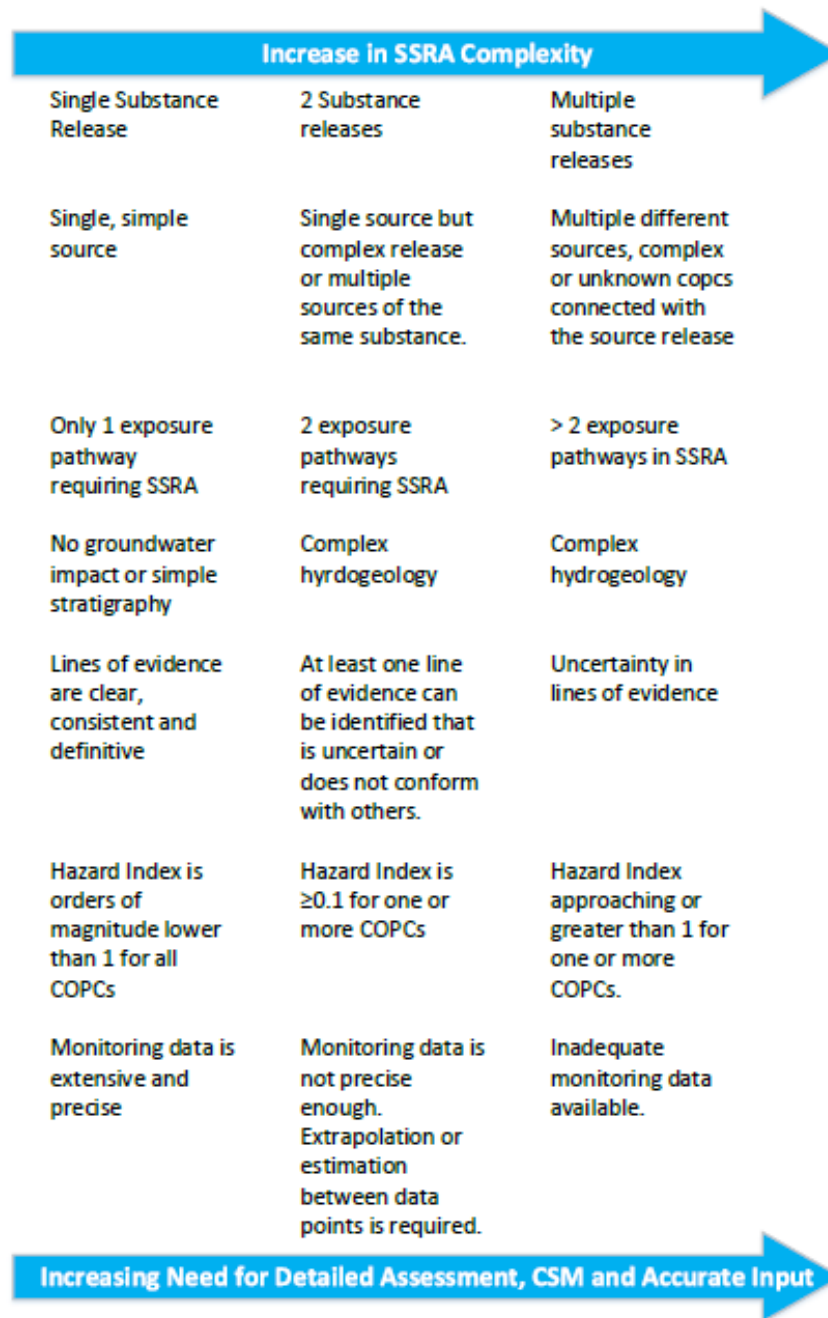 Increase in SSRA Complexity
Single Substance
Release
2 Substance
releases
Multiple
substance
releases
Single, simple
source
Single source but
complex release
or multiple
sources of the
same substance.
Multiple different
sources, complex
or unknown copcs
connected with
the source release
Only 1 exposure
pathway
requiring SSRA
2 exposure
pathways
requiring SSRA
> 2 exposure
pathways in SSRA
No groundwater
impact or simple
stratigraphy
Complex
hyrdogeology
Complex
hydrogeology
Lines of evidence
are clear,
consistent and
definitive
At least one line
of evidence can
be identified that
is uncertain or
does not conform
with others.
Uncertainty in
lines of evidence
Hazard Index is
orders of
magnitude lower
than 1 for all
COPCs
Hazard Index is
≥0.1 for one or
more COPCs
Hazard Index
approaching or
greater than 1 for
one or more
COPCs.
Monitoring data is
extensive and
precise
Monitoring data is
not precise
enough.
Extrapolation or
estimation
between data
points is required.
Inadequate
monitoring data
available.
Increasing Need for Detailed Assessment, CSM and Accurate Input